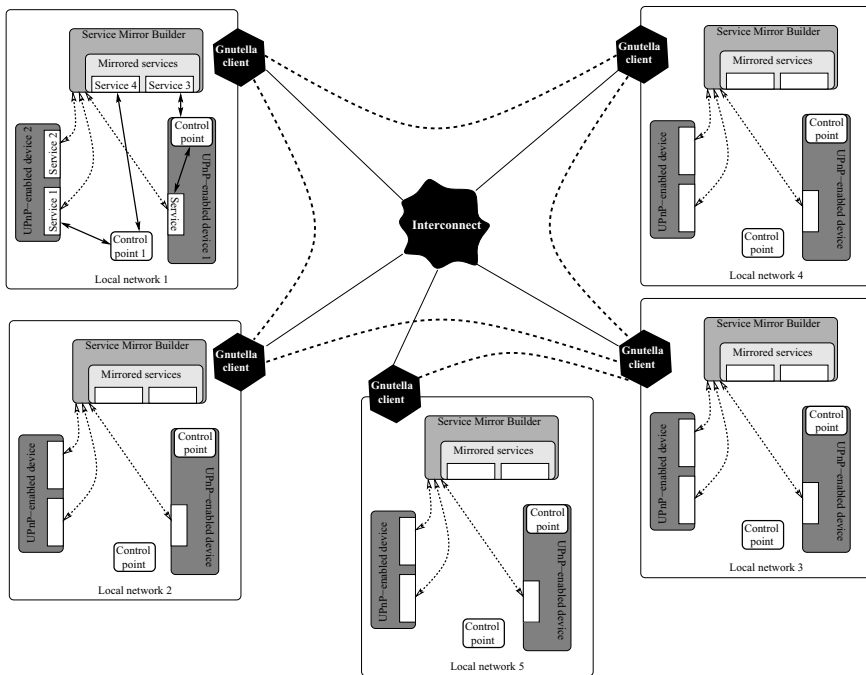 Service Mirror Builder
Mirrored services
Service 4
Service 3
Gnutella
client
UPnP−enabled device 2
Service 2
Service 1
Control
point
Service
UPnP−enabled device 1
Control
point 1
Local network 1
Gnutella
client
Service Mirror Builder
Mirrored services
UPnP−enabled device
Control
point
UPnP−enabled device
Control
point
Local network 4
Interconnect
Service Mirror Builder
Mirrored services
Gnutella
client
UPnP−enabled device
Control
point
UPnP−enabled device
Control
point
Local network 2
Gnutella
client
Service Mirror Builder
Mirrored services
UPnP−enabled device
Control
point
UPnP−enabled device
Control
point
Local network 3
Gnutella
client
Service Mirror Builder
Mirrored services
UPnP−enabled device
Control
point
UPnP−enabled device
Control
point
Local network 5